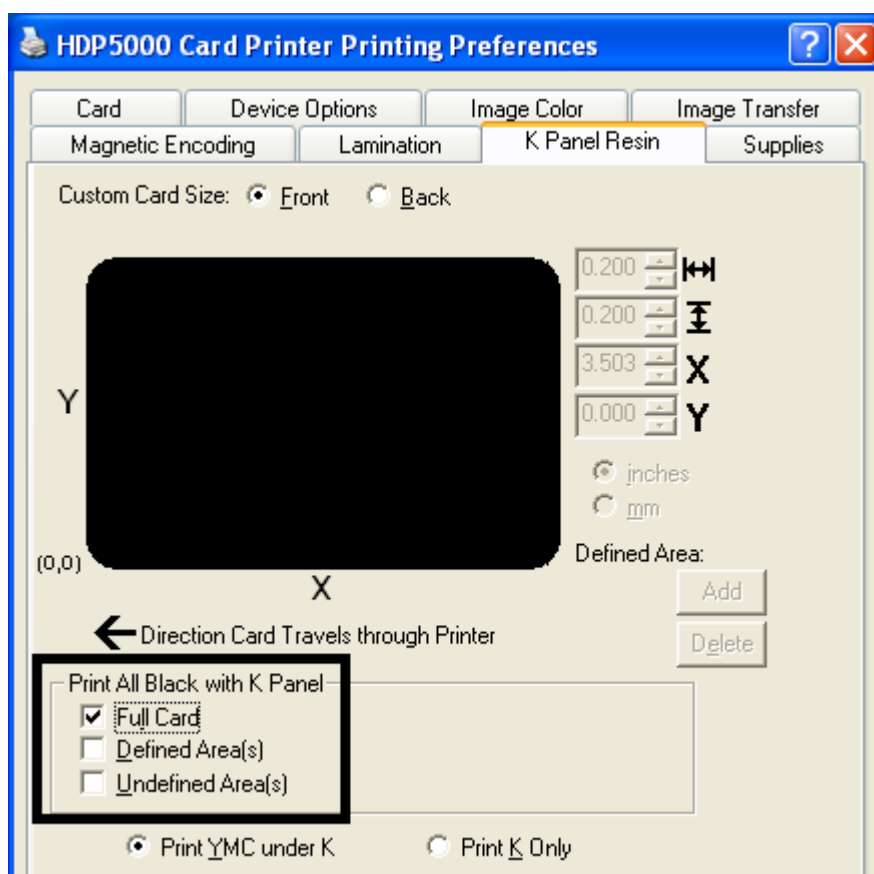 HDP5000 Card Printer Printing Preferences
Card Device Options Image Color Image Transfer
Magnetic Encoding Lamination K Panel Resin Supplies
Custom Card Size: Front Back
0.200
0.200
3.503 X
Y 0.000 Y
inches
mm
(0,0) Defined Area:
X Add
Direction Card Travels through Printer Delete
Print All Black with K Panel
Full Card
Defined Area(s)
Undefined Area(s)
Print YMC under K Print K Only